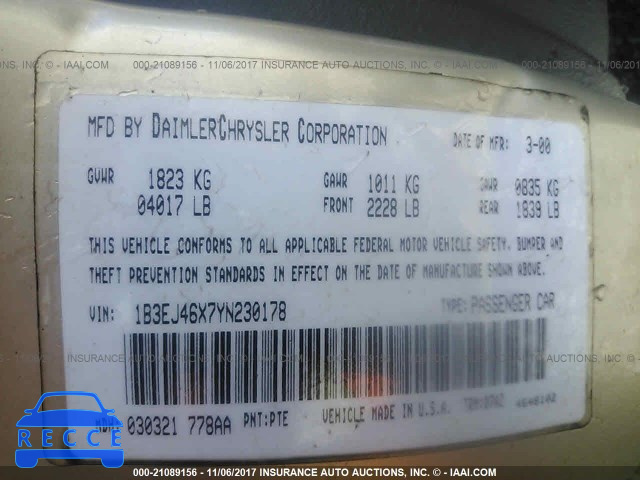 000-21089156 - 11/06/2017 INSURANCE AUTO AUCTIONS, INC. - © IAAI.COM
MFD BY DAIMLERCHRYSLER CORPORATION DATE OF MFR: 3-00
GVWR 1823 KG GAWR 1011 KG GAWR 0835 KG
04017 LB FRONT 2228 LB REAR 1839 LB
THIS VEHICLE CONFORMS TO ALL APPLICABLE FEDERAL MOTOR VEHICLE SAFETY, BUMPER AND
THEFT PREVENTION STANDARDS IN EFFECT ON THE DATE OF MANUFACTURE SHOWN ABOVE.
VIN: 1B3EJ46X7YN230178 TYPE: PASSENGER CAR
MDH: 030321 778AA PNT:PTE VEHICLE MADE IN U.S.A.
RECCE
000-21089156 - 11/06/2017 INSURANCE AUTO AUCTIONS, INC. - © IAAI.COM